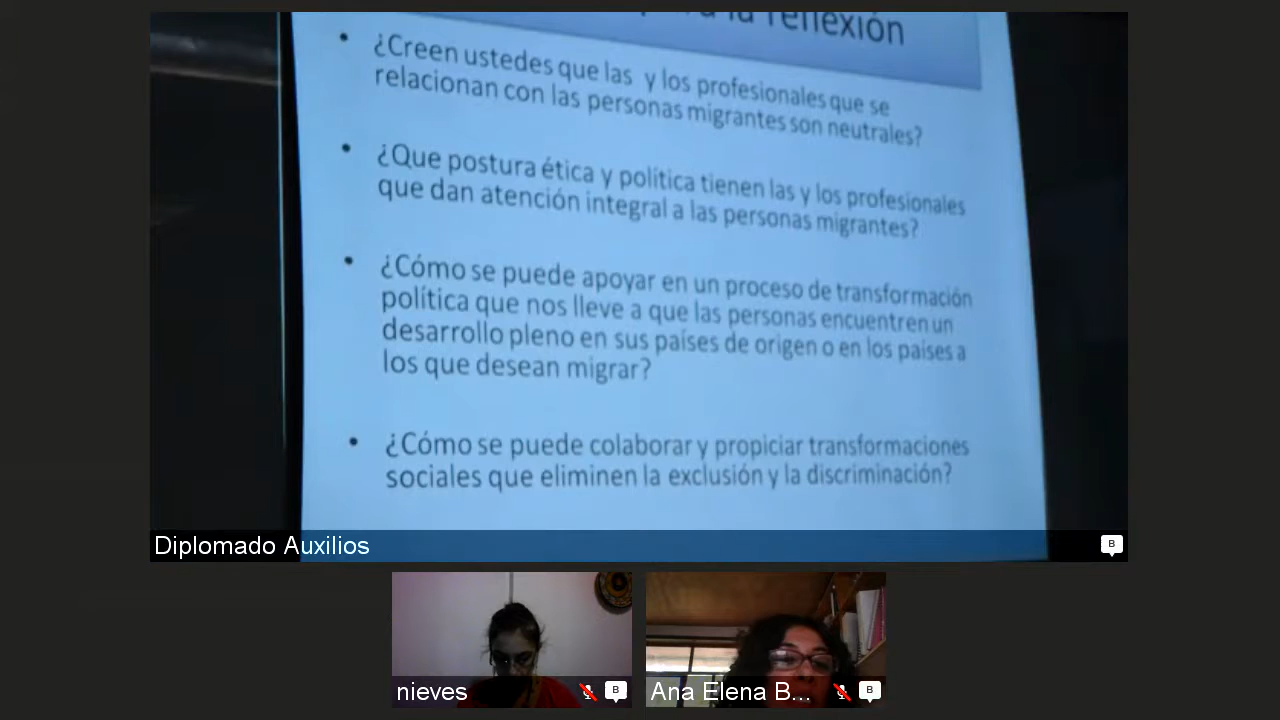 la reflexión
• ¿Creen ustedes que las y los profesionales que se
relacionan con las personas migrantes son neutrales?
• ¿Que postura ética y política tienen las y los profesionales
que dan atención integral a las personas migrantes?
• ¿Cómo se puede apoyar en un proceso de transformación
política que nos lleve a que las personas encuentren un
desarrollo pleno en sus países de origen o en los países a
los que desean migrar?
• ¿Cómo se puede colaborar y propiciar transformaciones
sociales que eliminen la exclusión y la discriminación?
Diplomado Auxilios
B
nieves
B
Ana Elena B...
B